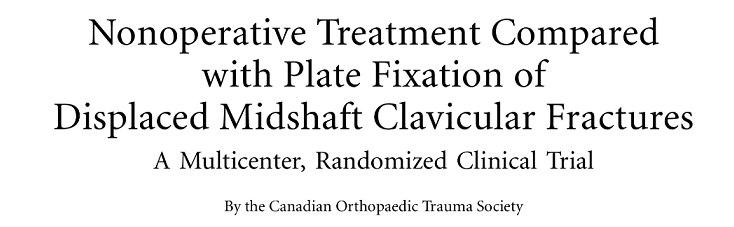 Nonoperative Treatment Compared
with Plate Fixation of
Displaced Midshaft Clavicular Fractures
A Multicenter, Randomized Clinical Trial
By the Canadian Orthopaedic Trauma Society